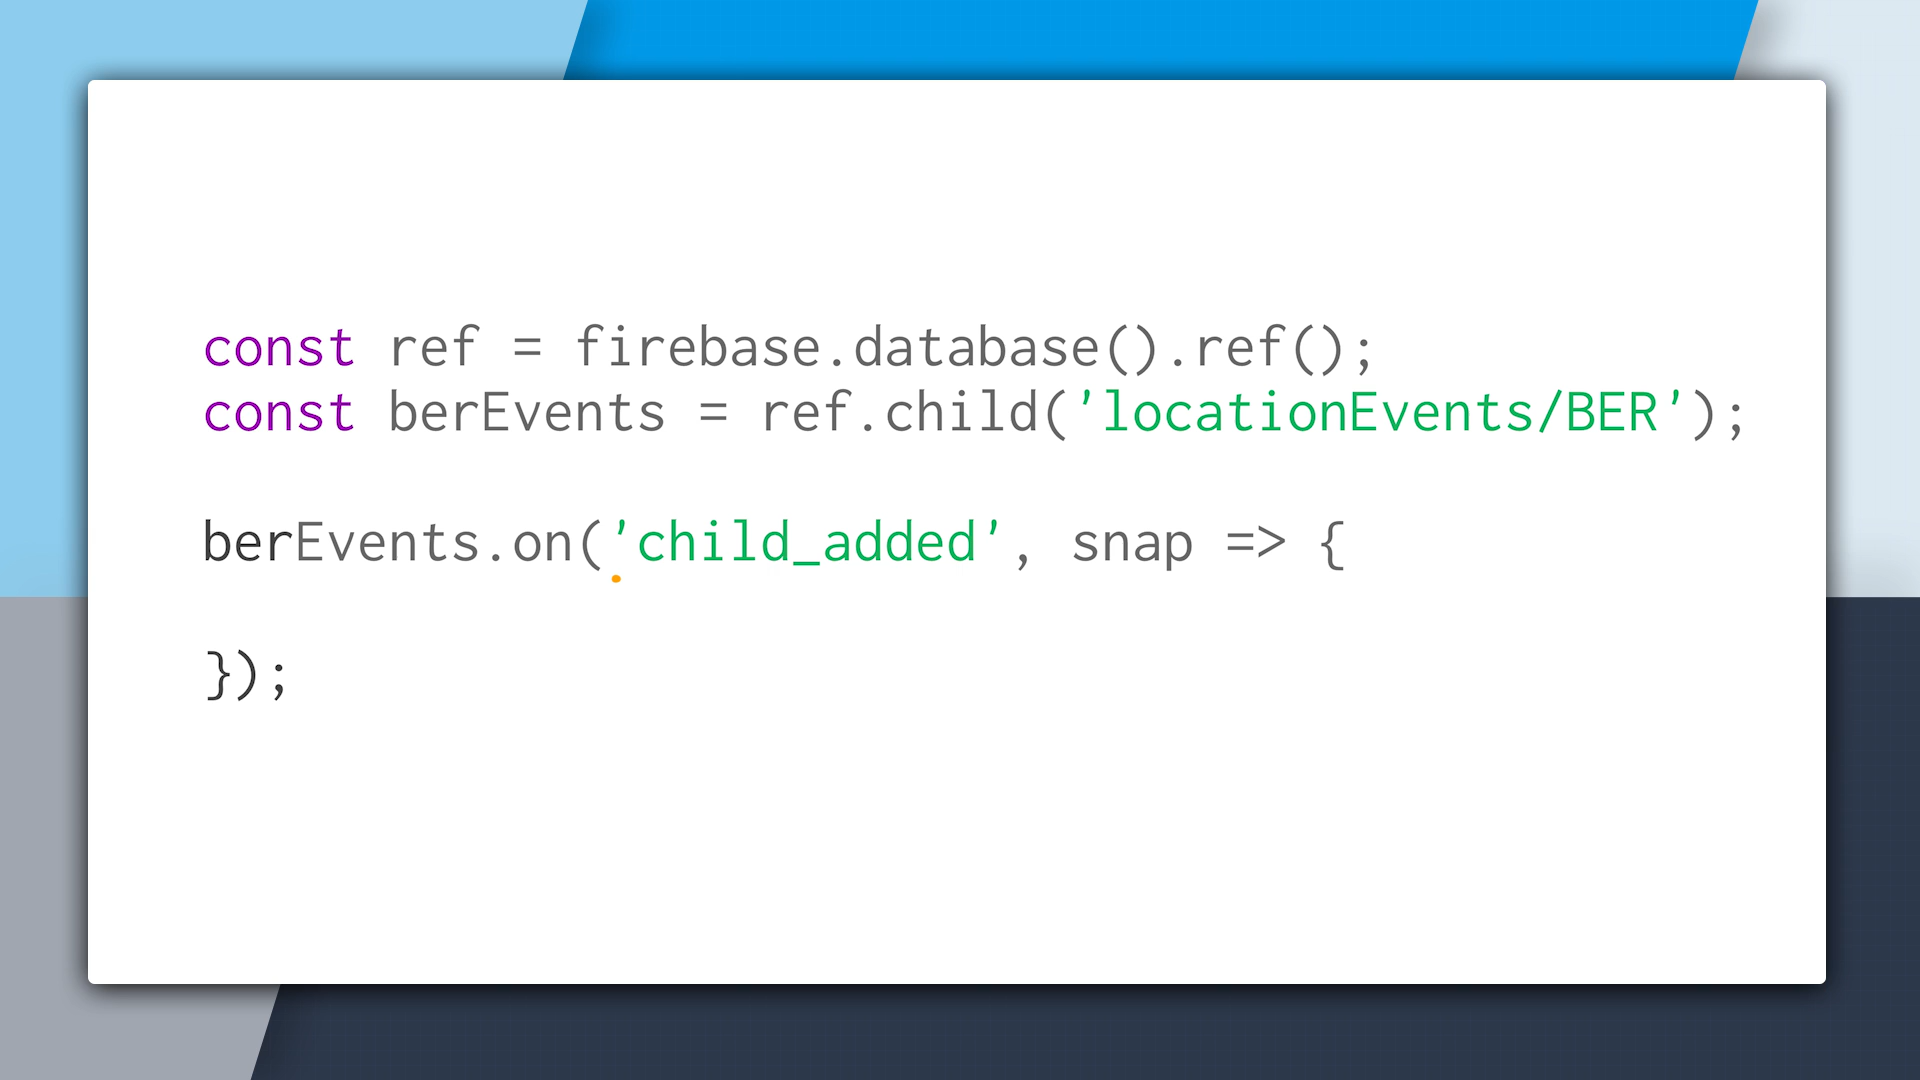 const ref = firebase.database().ref();
const berEvents = ref.child('locationEvents/BER');
berEvents.on('child_added', snap => {
});